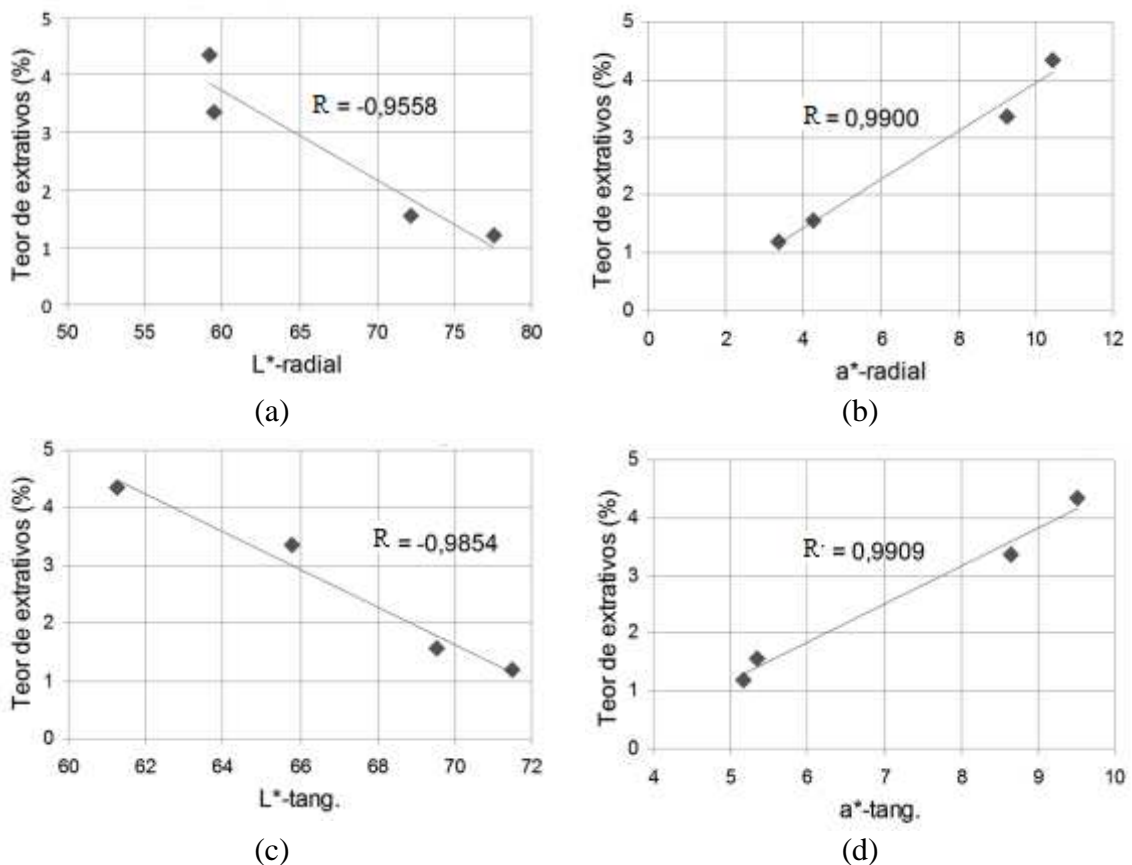 Teor de extrativos (%)
5
4
3
2
1
0
R = -0,9558
50 55 60 65 70 75 80
L*-radial
(a)
Teor de extrativos (%)
5
4
3
2
1
0
R = 0,9900
0 2 4 6 8 10 12
a*-radial
(b)
Teor de extrativos (%)
5
4
3
2
1
0
R = -0,9854
60 62 64 66 68 70 72
L*-tang.
(c)
Teor de extrativos (%)
5
4
3
2
1
0
R· = 0,9909
4 5 6 7 8 9 10
a*-tang.
(d)